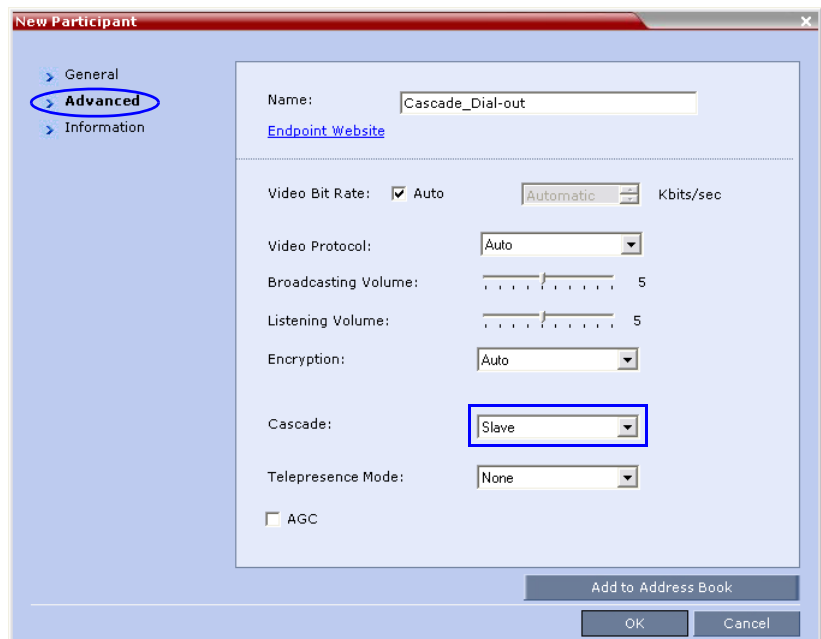 New Participant
General
Advanced
Information
Name: Cascade_Dial-out
Endpoint Website
Video Bit Rate: Auto Automatic Kbits/sec
Video Protocol: Auto
Broadcasting Volume: 5
Listening Volume: 5
Encryption: Auto
Cascade: Slave
Telepresence Mode: None
AGC
Add to Address Book
OK Cancel